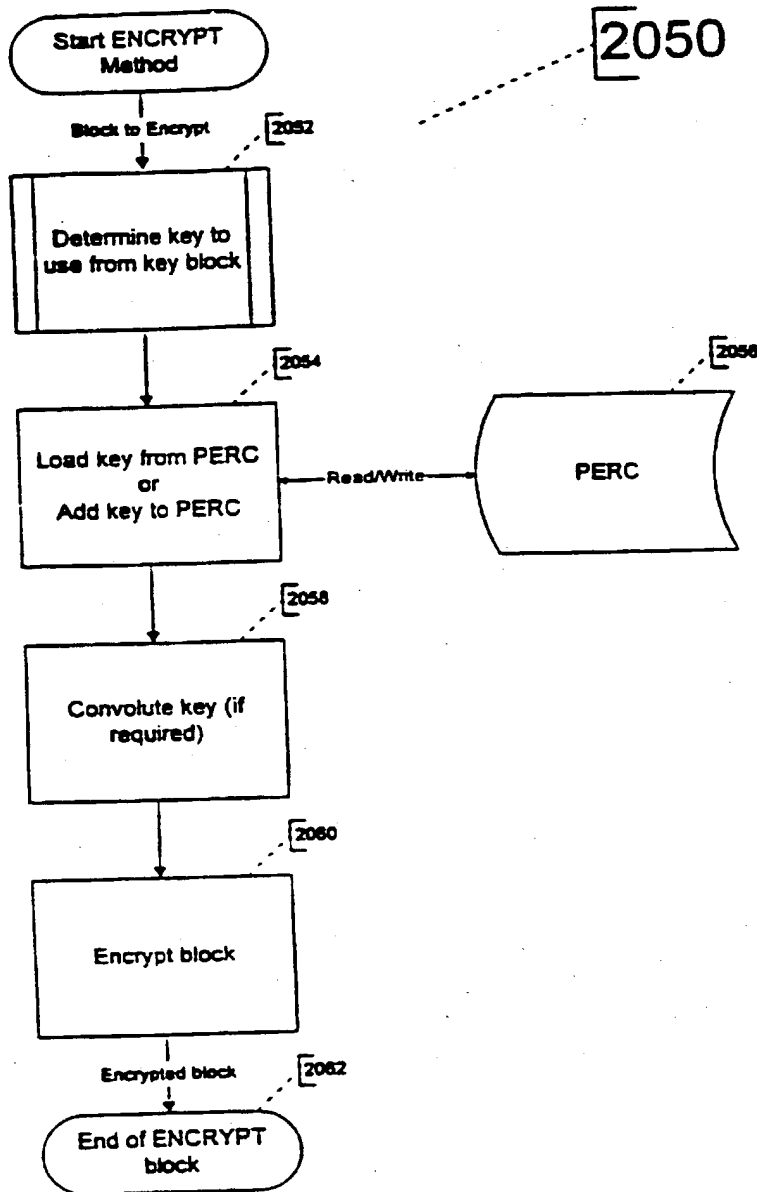 2050
Start ENCRYPT
Method
Block to Encrypt
2052
Determine key to
use from key block
2054
Load key from PERC
or
Add key to PERC
Read/Write
2056
PERC
2058
Convolute key (if
required)
2060
Encrypt block
Encrypted block
2062
End of ENCRYPT
block